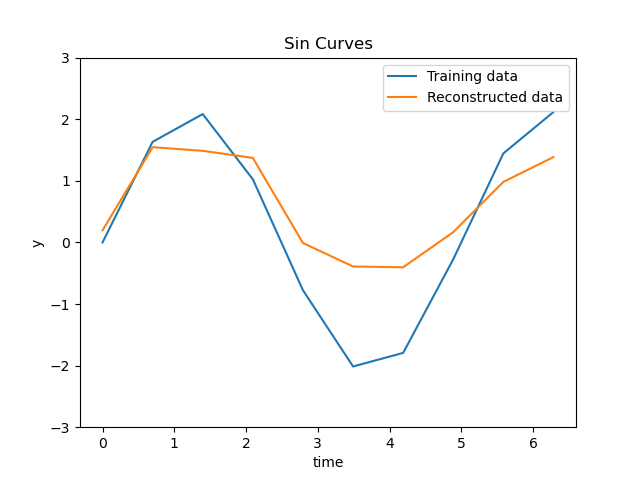 Sin Curves
Training data
Reconstructed data
3
2
1
0
−1
−2
−3
y
0 1 2 3 4 5 6
time